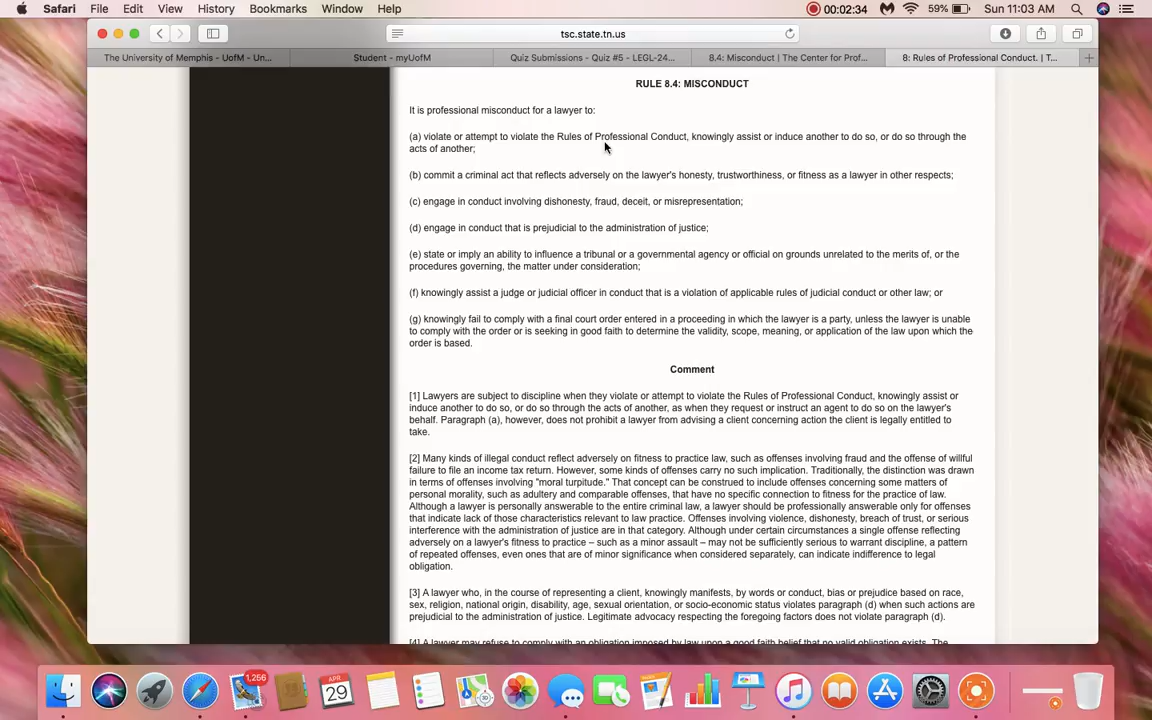 Safari File Edit View History Bookmarks Window Help 00:02:34 59% Sun 11:03 AM
tsc.state.tn.us
The University of Memphis - UofM - Un... Student - myUofM Quiz Submissions - Quiz #5 - LEGL-24... 8.4: Misconduct | The Center for Prof... 8: Rules of Professional Conduct. | T...
RULE 8.4: MISCONDUCT
It is professional misconduct for a lawyer to:
(a) violate or attempt to violate the Rules of Professional Conduct, knowingly assist or induce another to do so, or do so through the
acts of another;
(b) commit a criminal act that reflects adversely on the lawyer's honesty, trustworthiness, or fitness as a lawyer in other respects;
(c) engage in conduct involving dishonesty, fraud, deceit, or misrepresentation;
(d) engage in conduct that is prejudicial to the administration of justice;
(e) state or imply an ability to influence a tribunal or a governmental agency or official on grounds unrelated to the merits of, or the
procedures governing, the matter under consideration;
(f) knowingly assist a judge or judicial officer in conduct that is a violation of applicable rules of judicial conduct or other law; or
(g) knowingly fail to comply with a final court order entered in a proceeding in which the lawyer is a party, unless the lawyer is unable
to comply with the order or is seeking in good faith to determine the validity, scope, meaning, or application of the law upon which the
order is based.
Comment
[1] Lawyers are subject to discipline when they violate or attempt to violate the Rules of Professional Conduct, knowingly assist or
induce another to do so, or do so through the acts of another, as when they request or instruct an agent to do so on the lawyer's
behalf. Paragraph (a), however, does not prohibit a lawyer from advising a client concerning action the client is legally entitled to
take.
[2] Many kinds of illegal conduct reflect adversely on fitness to practice law, such as offenses involving fraud and the offense of willful
failure to file an income tax return. However, some kinds of offenses carry no such implication. Traditionally, the distinction was drawn
in terms of offenses involving "moral turpitude." That concept can be construed to include offenses concerning some matters of
personal morality, such as adultery and comparable offenses, that have no specific connection to fitness for the practice of law.
Although a lawyer is personally answerable to the entire criminal law, a lawyer should be professionally answerable only for offenses
that indicate lack of those characteristics relevant to law practice. Offenses involving violence, dishonesty, breach of trust, or serious
interference with the administration of justice are in that category. Although under certain circumstances a single offense reflecting
adversely on a lawyer's fitness to practice – such as a minor assault – may not be sufficiently serious to warrant discipline, a pattern
of repeated offenses, even ones that are of minor significance when considered separately, can indicate indifference to legal
obligation.
[3] A lawyer who, in the course of representing a client, knowingly manifests, by words or conduct, bias or prejudice based on race,
sex, religion, national origin, disability, age, sexual orientation, or socio-economic status violates paragraph (d) when such actions are
prejudicial to the administration of justice. Legitimate advocacy respecting the foregoing factors does not violate paragraph (d).
[4] A lawyer may refuse to comply with an obligation imposed by law upon a good faith belief that no valid obligation exists. The
1,256
APR
29